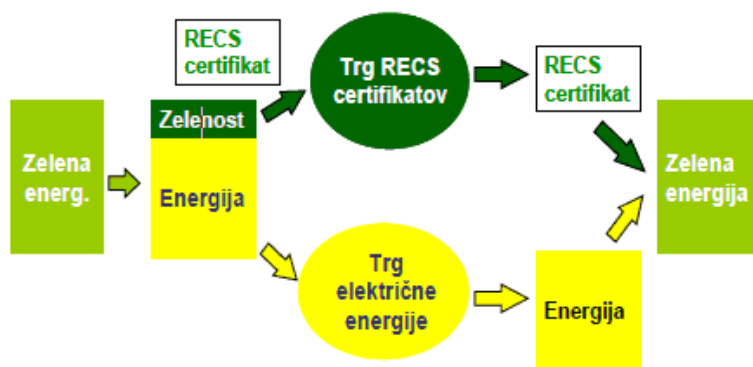 Zelena
energ.
Zelenost
Energija
RECS
certifikat
Trg RECS
certifikatov
RECS
certifikat
Trg
električne
energije
Energija
Zelena
energija